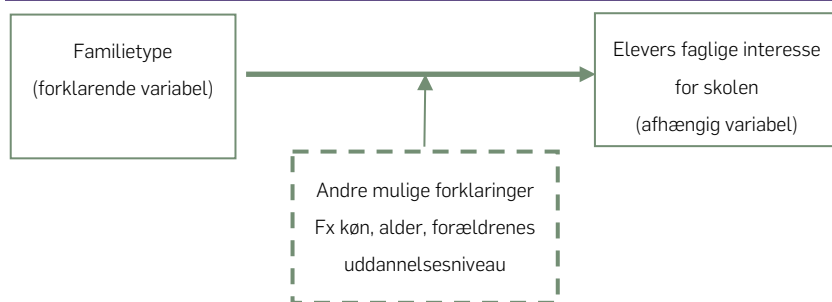 Familietype
(forklarende variabel)
Elevers faglige interesse
for skolen
(afhængig variabel)
Andre mulige forklaringer
Fx køn, alder, forældrenes
uddannelsesniveau